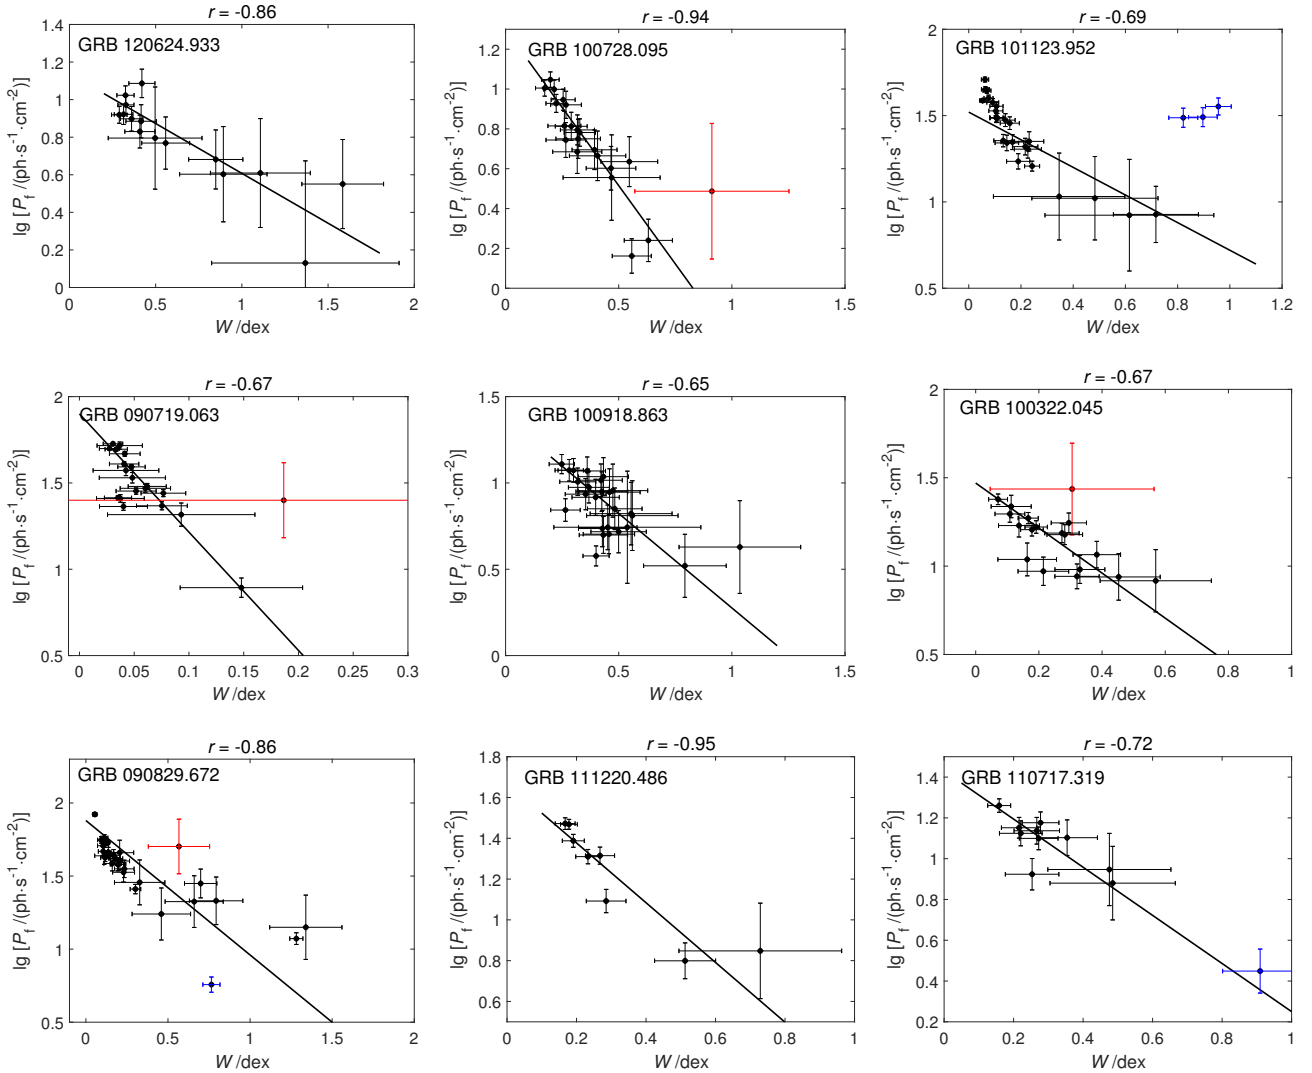 r = -0.86
GRB 120624.933
lg [P_f /(ph·s^-1·cm^-2)]
1.4
1.2
1
0.8
0.6
0.4
0.2
0
0 0.5 1 1.5 2
W /dex
r = -0.94
GRB 100728.095
lg [P_f /(ph·s^-1·cm^-2)]
1.2
1
0.8
0.6
0.4
0.2
0
0 0.5 1 1.5
W /dex
r = -0.69
GRB 101123.952
lg [P_f /(ph·s^-1·cm^-2)]
2
1.5
1
0.5
0 0.2 0.4 0.6 0.8 1 1.2
W /dex
r = -0.67
GRB 090719.063
lg [P_f /(ph·s^-1·cm^-2)]
2
1.5
1
0.5
0 0.05 0.1 0.15 0.2 0.25 0.3
W /dex
r = -0.65
GRB 100918.863
lg [P_f /(ph·s^-1·cm^-2)]
1.5
1
0.5
0
0 0.5 1 1.5
W /dex
r = -0.67
GRB 100322.045
lg [P_f /(ph·s^-1·cm^-2)]
2
1.5
1
0.5
0 0.2 0.4 0.6 0.8 1
W /dex
r = -0.86
GRB 090829.672
lg [P_f /(ph·s^-1·cm^-2)]
2
1.5
1
0.5
0 0.5 1 1.5 2
W /dex
r = -0.95
GRB 111220.486
lg [P_f /(ph·s^-1·cm^-2)]
1.8
1.6
1.4
1.2
1
0.8
0.6
0 0.2 0.4 0.6 0.8 1
W /dex
r = -0.72
GRB 110717.319
lg [P_f /(ph·s^-1·cm^-2)]
1.4
1.2
1
0.8
0.6
0.4
0.2
0 0.2 0.4 0.6 0.8 1
W /dex